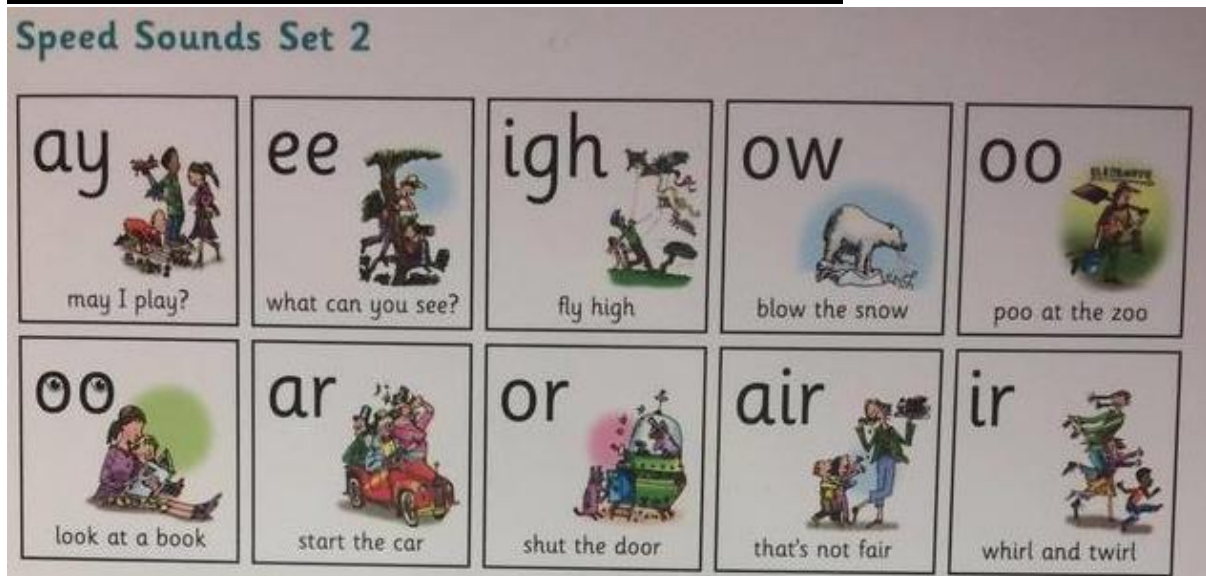 Speed Sounds Set 2
ay
may I play?
ee
what can you see?
igh
fly high
ow
blow the snow
oo
poo at the zoo
oo
look at a book
ar
start the car
or
shut the door
air
that's not fair
ir
whirl and twirl